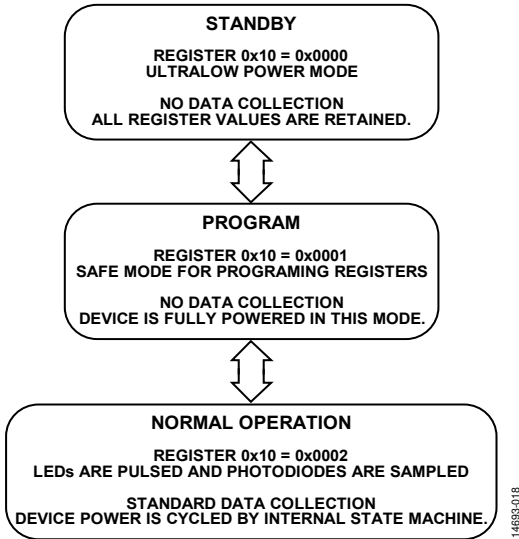 STANDBY
REGISTER 0x10 = 0x0000
ULTRALOW POWER MODE
NO DATA COLLECTION
ALL REGISTER VALUES ARE RETAINED.
PROGRAM
REGISTER 0x10 = 0x0001
SAFE MODE FOR PROGRAMING REGISTERS
NO DATA COLLECTION
DEVICE IS FULLY POWERED IN THIS MODE.
NORMAL OPERATION
REGISTER 0x10 = 0x0002
LEDs ARE PULSED AND PHOTODIODES ARE SAMPLED
STANDARD DATA COLLECTION
DEVICE POWER IS CYCLED BY INTERNAL STATE MACHINE.
14693-018